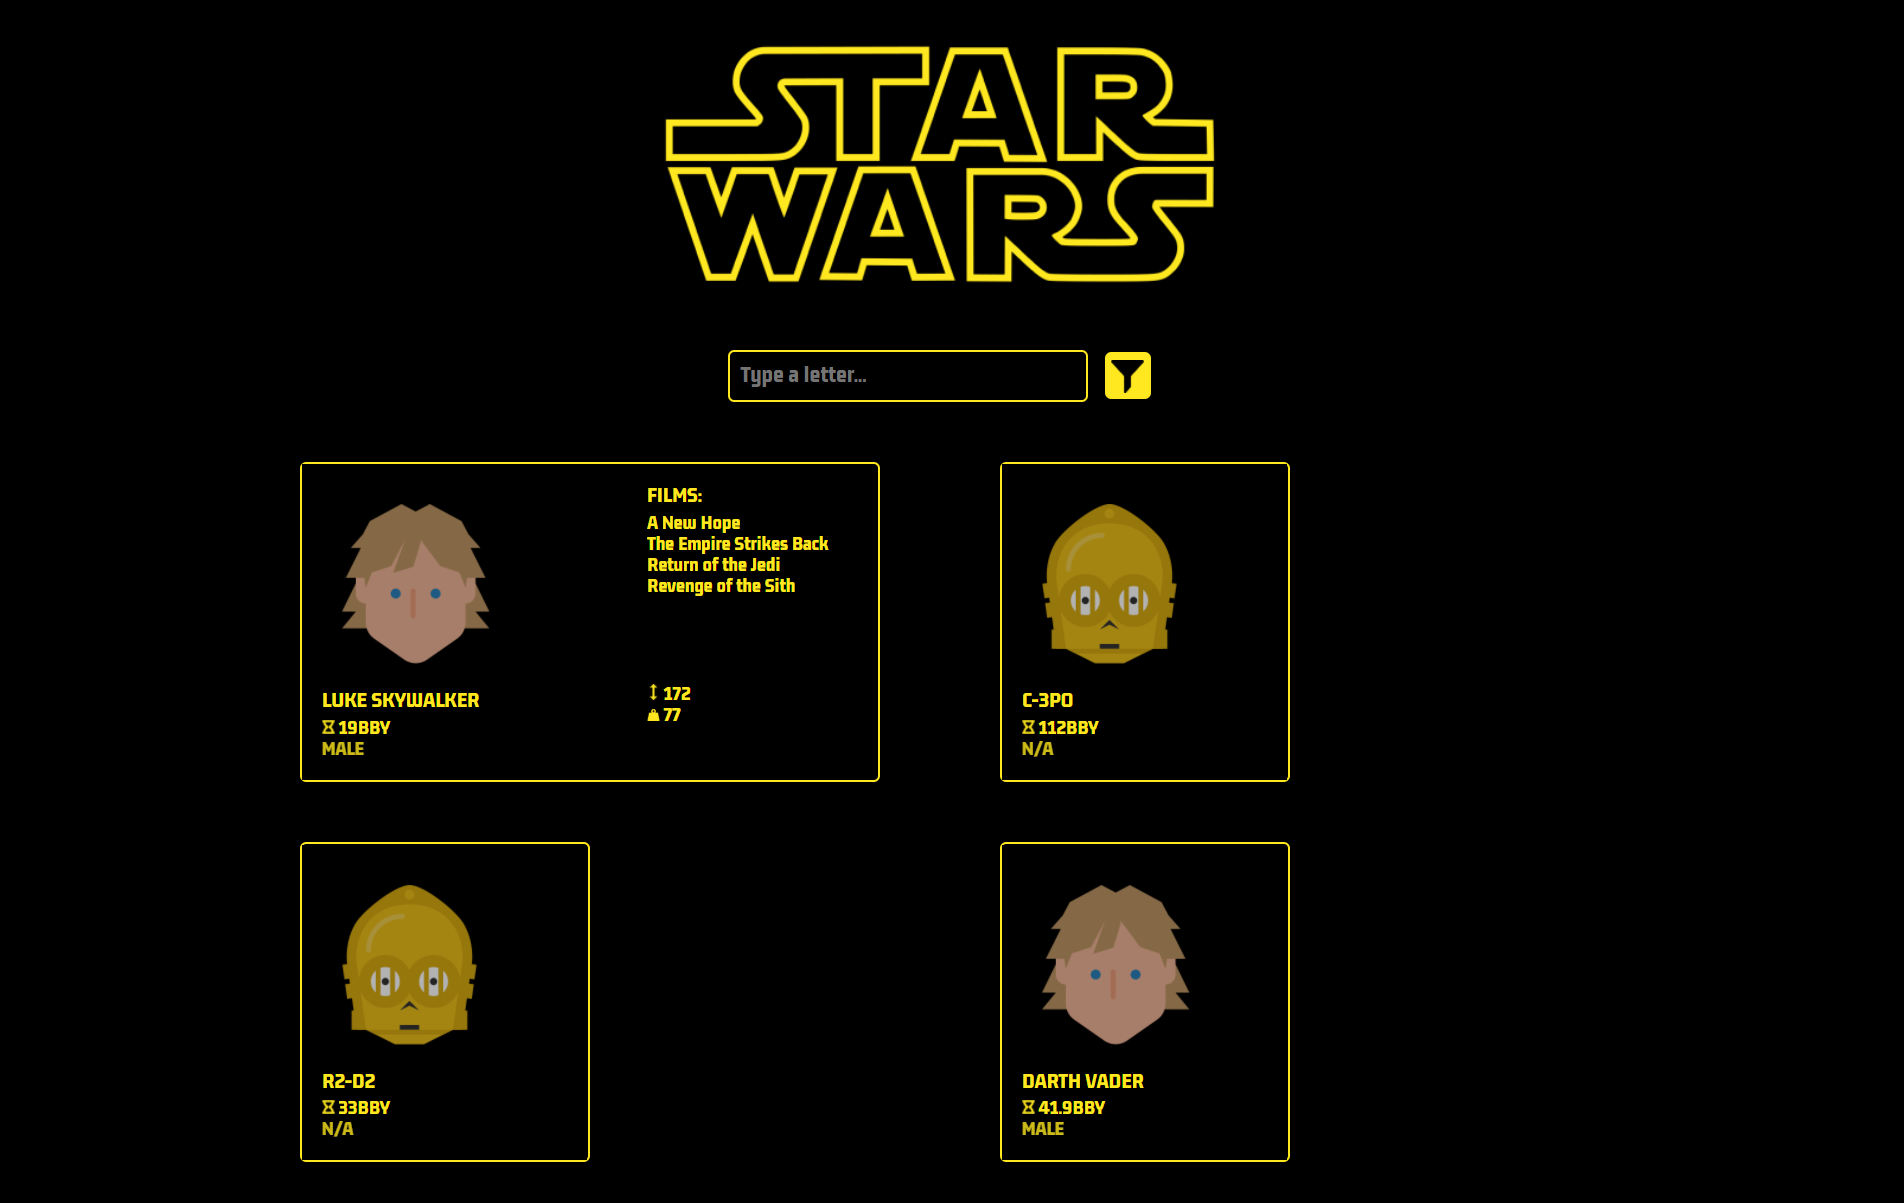 STAR
WARS
Type a letter...
LUKE SKYWALKER
19BBY
MALE
FILMS:
A New Hope
The Empire Strikes Back
Return of the Jedi
Revenge of the Sith
172
77
C-3PO
112BBY
N/A
R2-D2
33BBY
N/A
DARTH VADER
41.9BBY
MALE